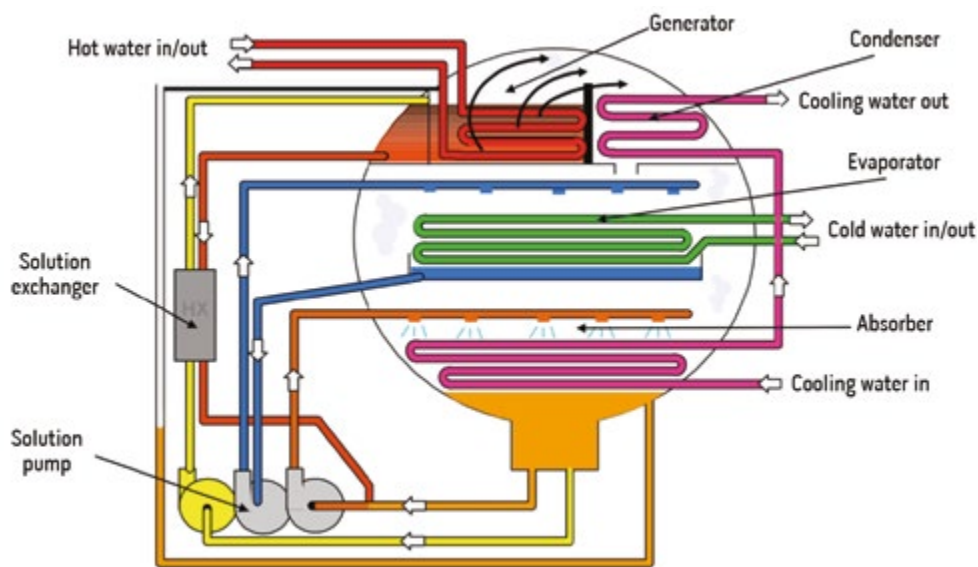 Generator
Hot water in/out
Condenser
Cooling water out
Evaporator
Cold water in/out
Solution
exchanger
HX
Absorber
Cooling water in
Solution
pump